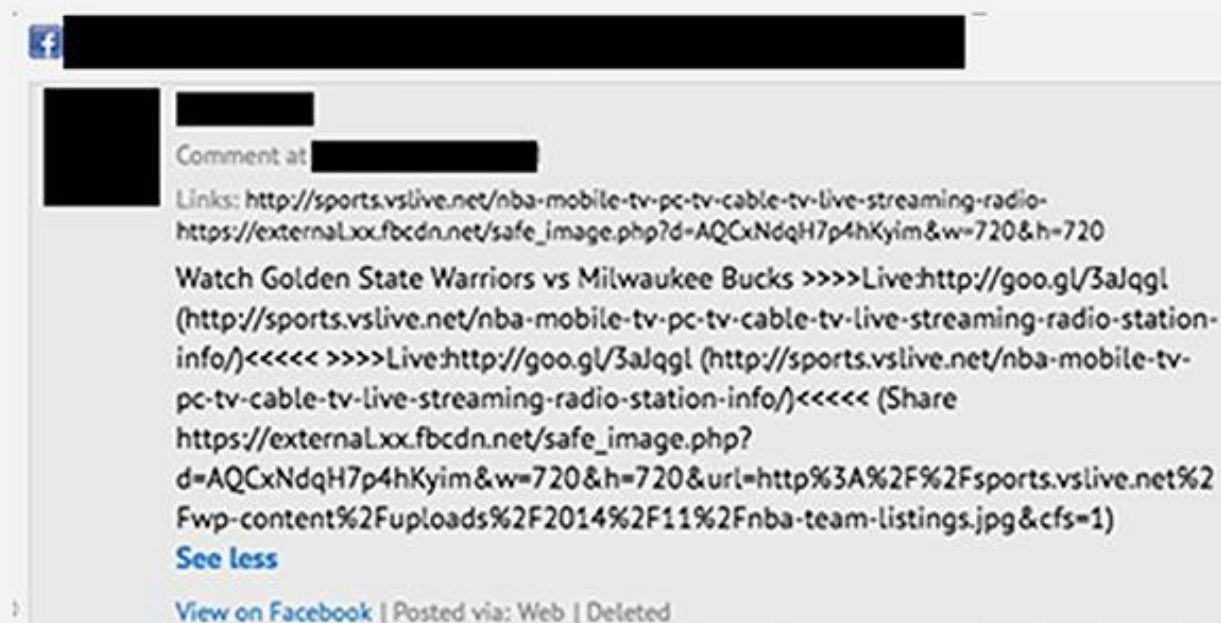 Comment at
Links: http://sports.vslive.net/nba-mobile-tv-pc-tv-cable-tv-live-streaming-radio-
https://external.xx.fbcdn.net/safe_image.php?d=AQCxNdqH7p4hKyim&w=720&h=720
Watch Golden State Warriors vs Milwaukee Bucks >>>>Live:http://goo.gl/3aJqgl
(http://sports.vslive.net/nba-mobile-tv-pc-tv-cable-tv-live-streaming-radio-station-
info/)<<<<< >>>>Live:http://goo.gl/3aJqgl (http://sports.vslive.net/nba-mobile-tv-
pc-tv-cable-tv-live-streaming-radio-station-info/)<<<<< (Share
https://external.xx.fbcdn.net/safe_image.php?
d=AQCxNdqH7p4hKyim&w=720&h=720&url=http%3A%2F%2Fsports.vslive.net%2
Fwp-content%2Fuploads%2F2014%2F11%2Fnba-team-listings.jpg&cfs=1)
See less
View on Facebook | Posted via: Web | Deleted